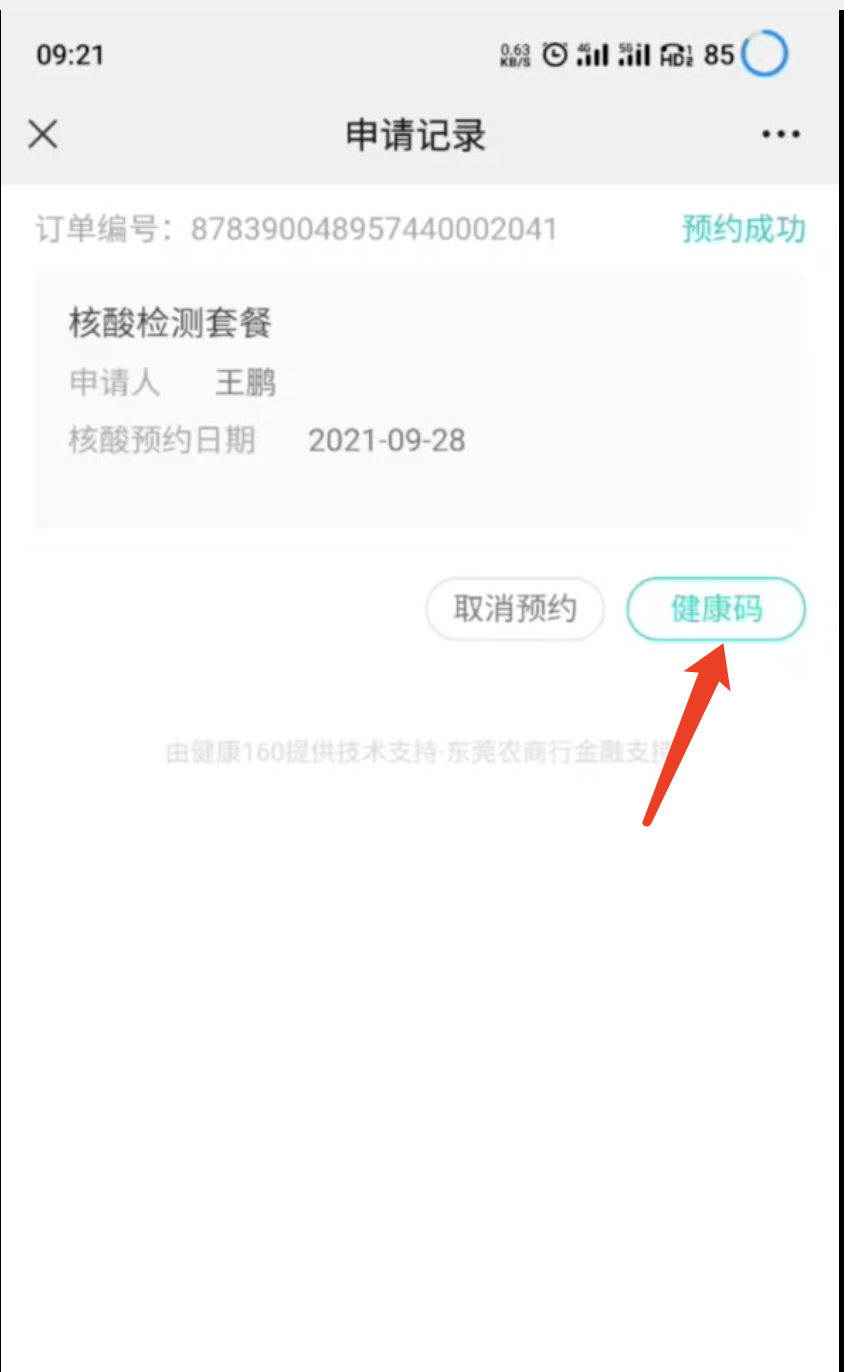 09:21
0.63 KB/S 4G 5G HD 1 2 85
申请记录
订单编号：878390048957440002041 预约成功
核酸检测套餐
申请人 王鹏
核酸预约日期 2021-09-28
取消预约 健康码
由健康160提供技术支持·东莞农商行金融支持